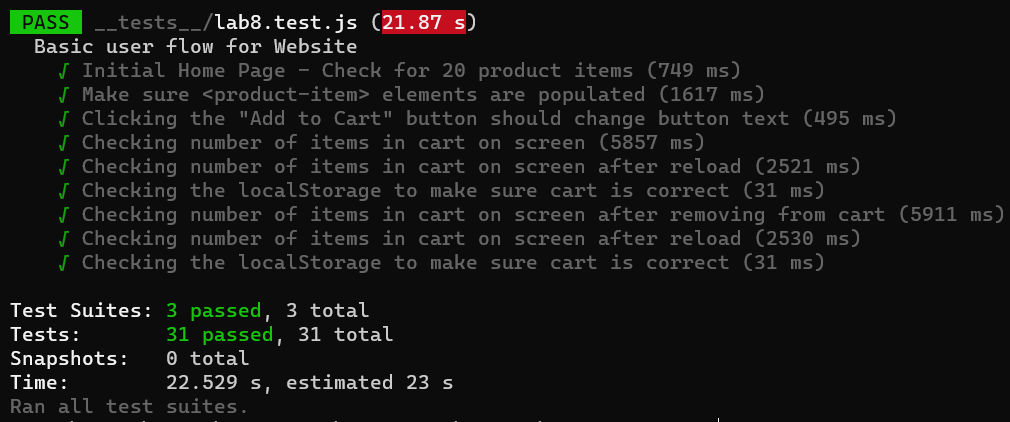 PASS __tests__/lab8.test.js (21.87 s)
Basic user flow for Website
√ Initial Home Page - Check for 20 product items (749 ms)
√ Make sure <product-item> elements are populated (1617 ms)
√ Clicking the "Add to Cart" button should change button text (495 ms)
√ Checking number of items in cart on screen (5857 ms)
√ Checking number of items in cart on screen after reload (2521 ms)
√ Checking the localStorage to make sure cart is correct (31 ms)
√ Checking number of items in cart on screen after removing from cart (5911 ms)
√ Checking number of items in cart on screen after reload (2530 ms)
√ Checking the localStorage to make sure cart is correct (31 ms)
Test Suites: 3 passed, 3 total
Tests: 31 passed, 31 total
Snapshots: 0 total
Time: 22.529 s, estimated 23 s
Ran all test suites.